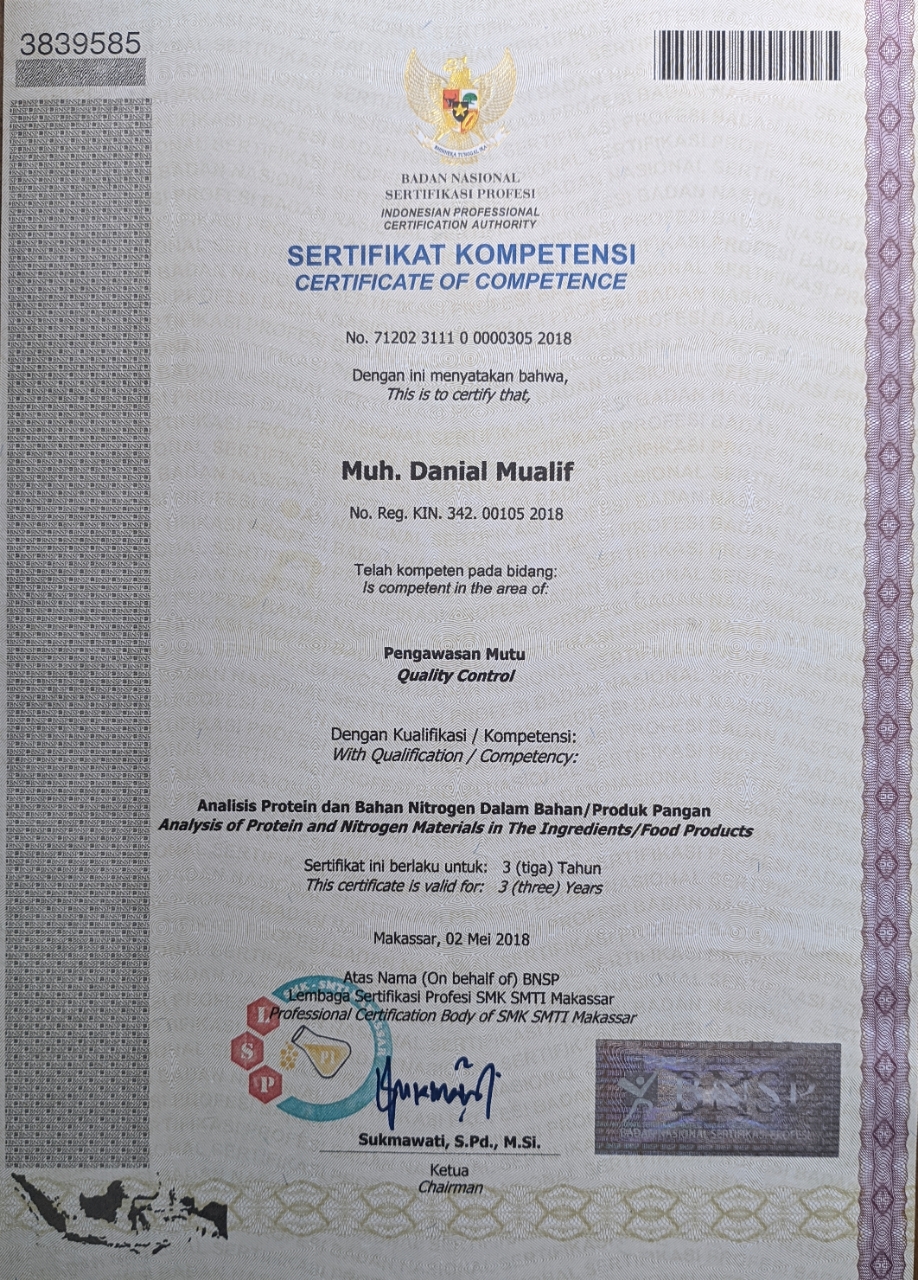 3839585
BHINNEKA TUNGGAL IKA
BADAN NASIONAL
SERTIFIKASI PROFESI
INDONESIAN PROFESSIONAL
CERTIFICATION AUTHORITY
SERTIFIKAT KOMPETENSI
CERTIFICATE OF COMPETENCE
No. 71202 3111 0 0000305 2018
Dengan ini menyatakan bahwa,
This is to certify that,
Muh. Danial Mualif
No. Reg. KIN. 342. 00105 2018
Telah kompeten pada bidang:
Is competent in the area of:
Pengawasan Mutu
Quality Control
Dengan Kualifikasi / Kompetensi:
With Qualification / Competency:
Analisis Protein dan Bahan Nitrogen Dalam Bahan/Produk Pangan
Analysis of Protein and Nitrogen Materials in The Ingredients/Food Products
Sertifikat ini berlaku untuk: 3 (tiga) Tahun
This certificate is valid for: 3 (three) Years
Makassar, 02 Mei 2018
Atas Nama (On behalf of) BNSP
Lembaga Sertifikasi Profesi SMK SMTI Makassar
Professional Certification Body of SMK SMTI Makassar
SMK - SMTI MAKASSAR
L
S
P
P1
BNSP
BADAN NASIONAL SERTIFIKASI PROFESI
Sukmawati, S.Pd., M.Si.
Ketua
Chairman